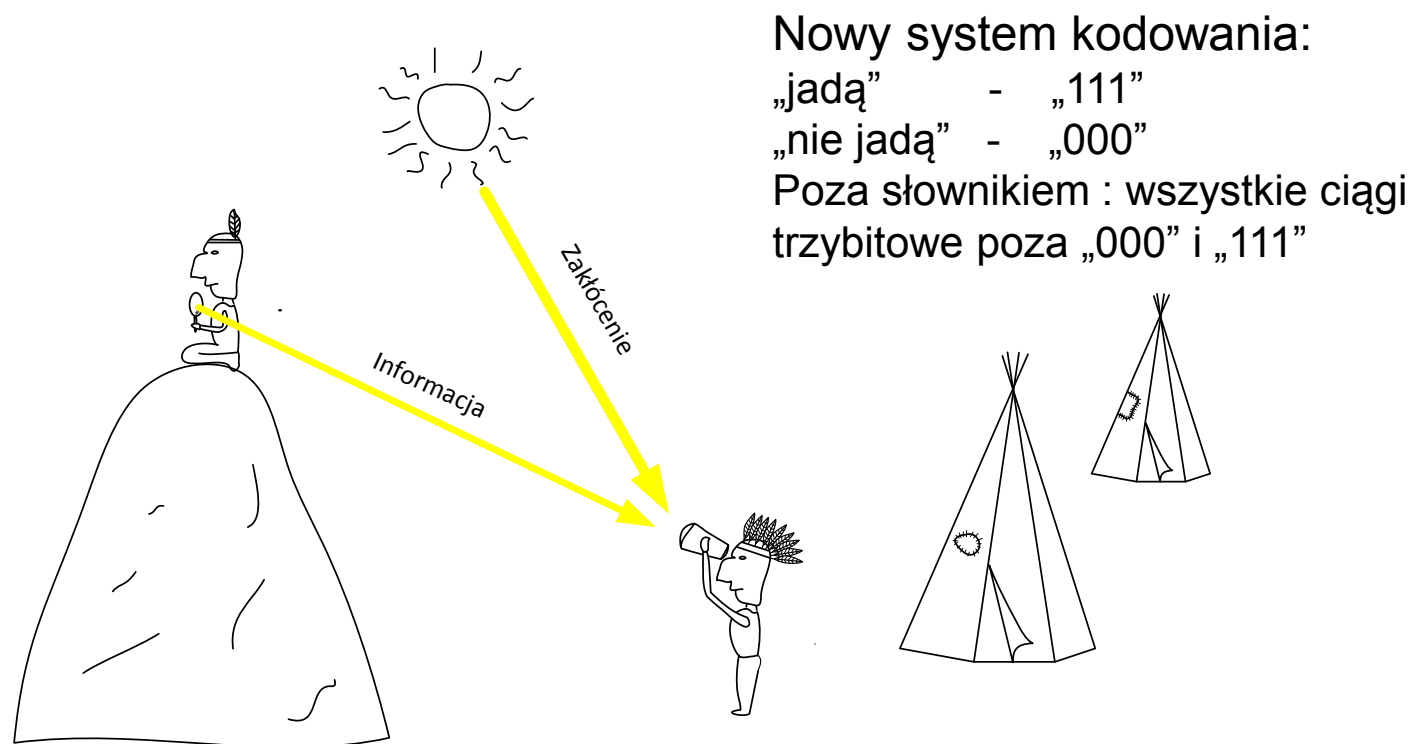 Nowy system kodowania:
„jadą” - „111”
„nie jadą” - „000”
Poza słownikiem : wszystkie ciągi
trzybitowe poza „000” i „111”
Zakłócenie
Informacja